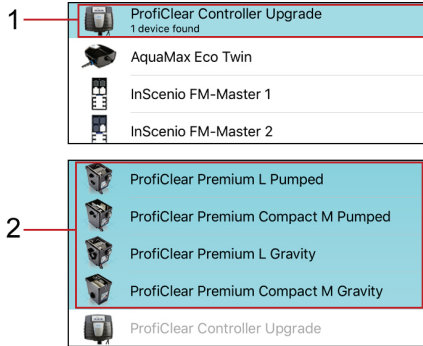 1
ProfiClear Controller Upgrade
1 device found
AquaMax Eco Twin
InScenio FM-Master 1
InScenio FM-Master 2
2
ProfiClear Premium L Pumped
ProfiClear Premium Compact M Pumped
ProfiClear Premium L Gravity
ProfiClear Premium Compact M Gravity
ProfiClear Controller Upgrade